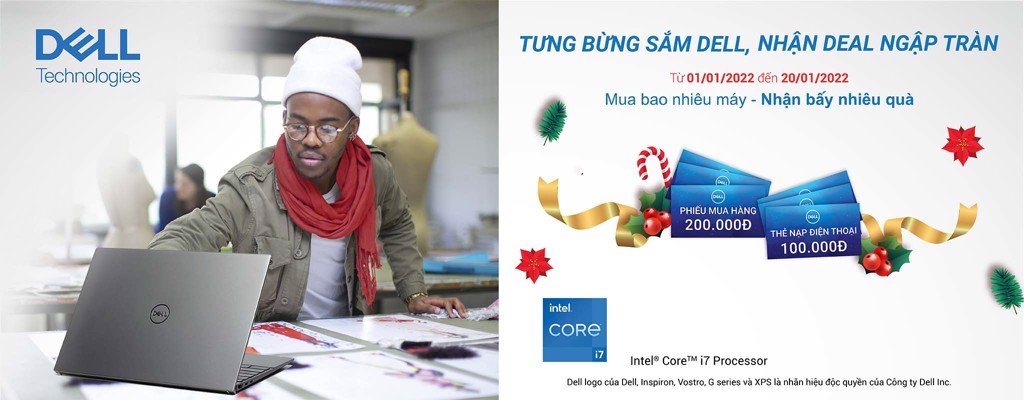 DELL
Technologies
DELL
TƯNG BỪNG SẮM DELL, NHẬN DEAL NGẬP TRÀN
Từ 01/01/2022 đến 20/01/2022
Mua bao nhiêu máy - Nhận bấy nhiêu quà
DELL
PHIẾU MUA HÀNG
200.000Đ
DELL
THẺ NẠP ĐIỆN THOẠI
100.000Đ
intel.
CORE
i7
Intel® Core™ i7 Processor
Dell logo của Dell, Inspiron, Vostro, G series và XPS là nhãn hiệu độc quyền của Công ty Dell Inc.